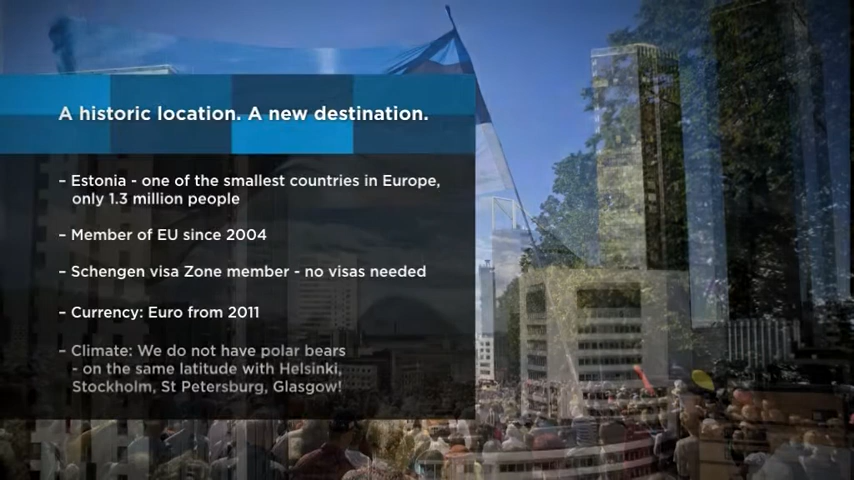 A historic location. A new destination.
– Estonia - one of the smallest countries in Europe,
only 1.3 million people
– Member of EU since 2004
– Schengen visa Zone member - no visas needed
– Currency: Euro from 2011
– Climate: We do not have polar bears
- on the same latitude with Helsinki,
Stockholm, St Petersburg, Glasgow!